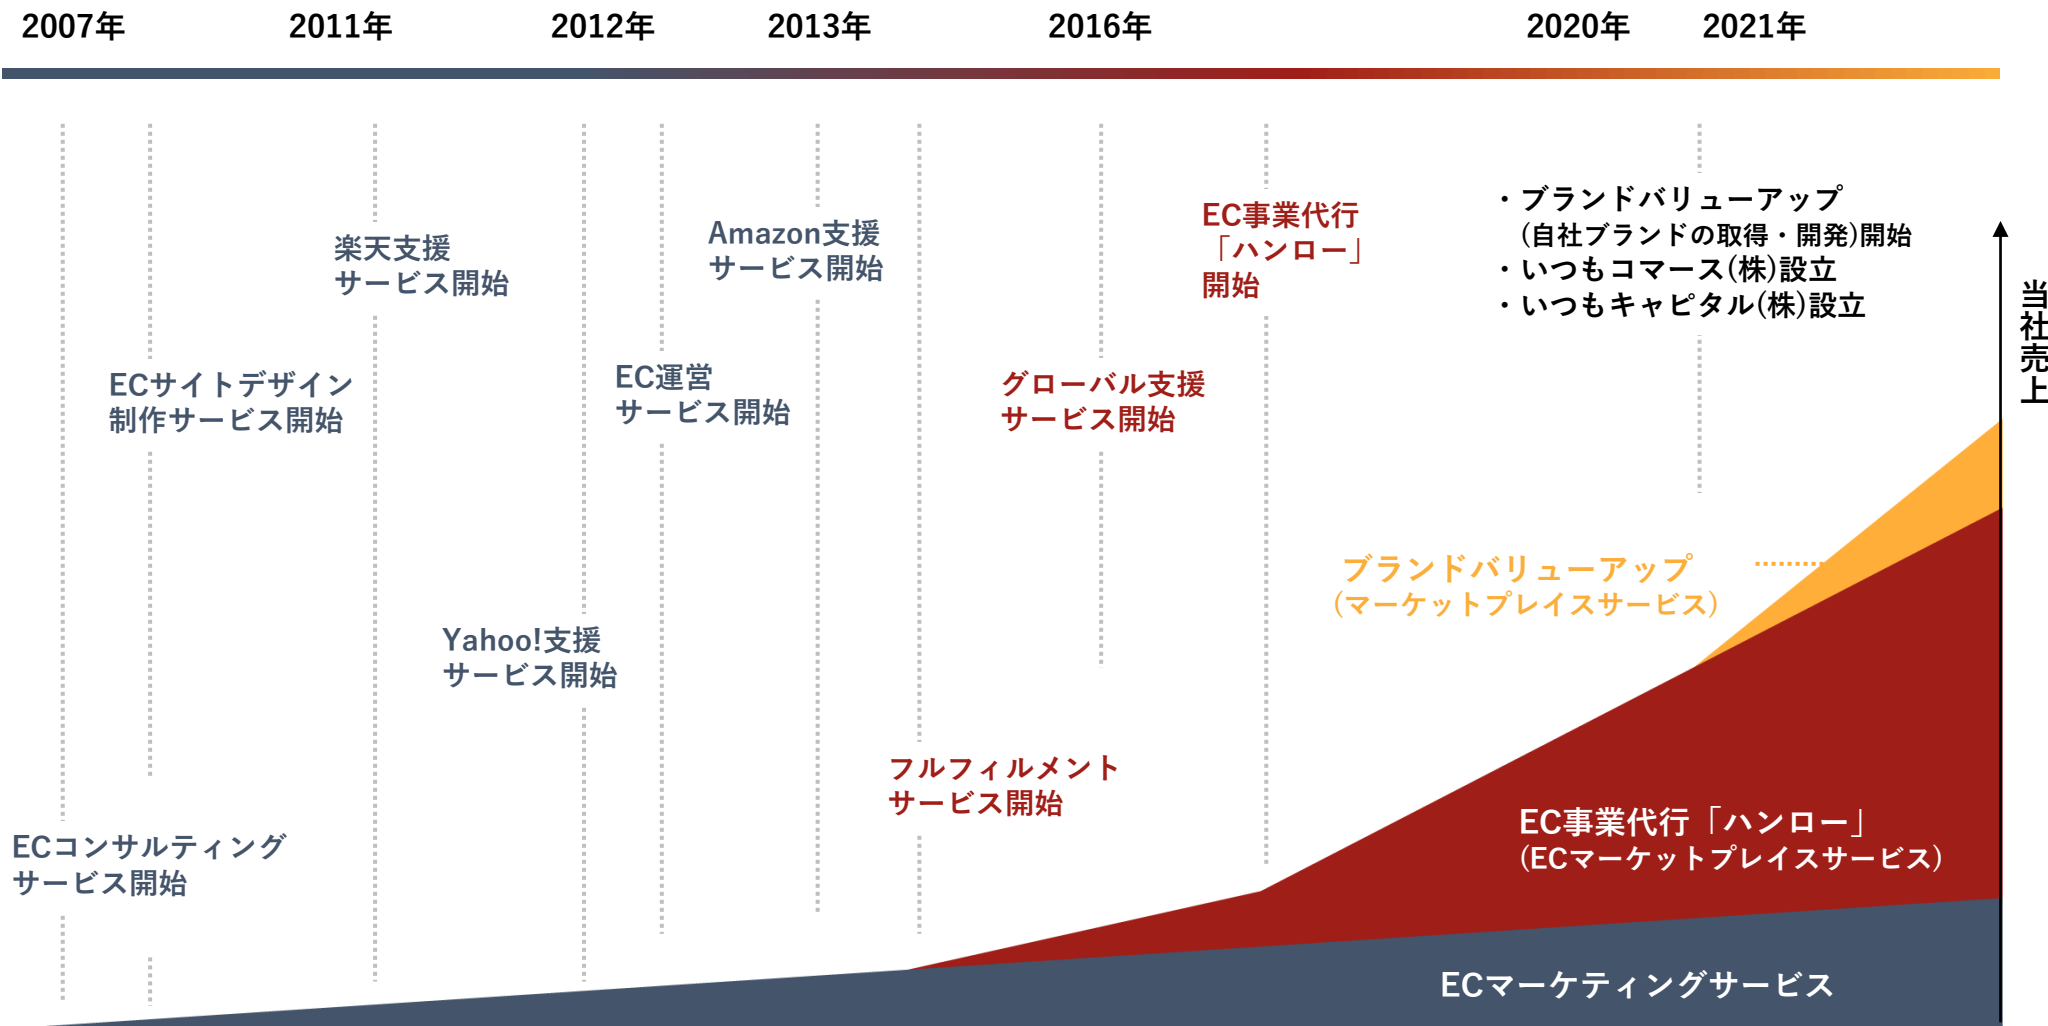 2007年
2011年
2012年
2013年
2016年
2020年
2021年
ECコンサルティング
サービス開始
ECサイトデザイン
制作サービス開始
楽天支援
サービス開始
Yahoo!支援
サービス開始
EC運営
サービス開始
Amazon支援
サービス開始
フルフィルメント
サービス開始
グローバル支援
サービス開始
EC事業代行
「ハンロー」
開始
・ブランドバリューアップ
(自社ブランドの取得・開発)開始
・いつもコマース(株)設立
・いつもキャピタル(株)設立
当社売上
ブランドバリューアップ
(マーケットプレイスサービス)
EC事業代行「ハンロー」
(ECマーケットプレイスサービス)
ECマーケティングサービス